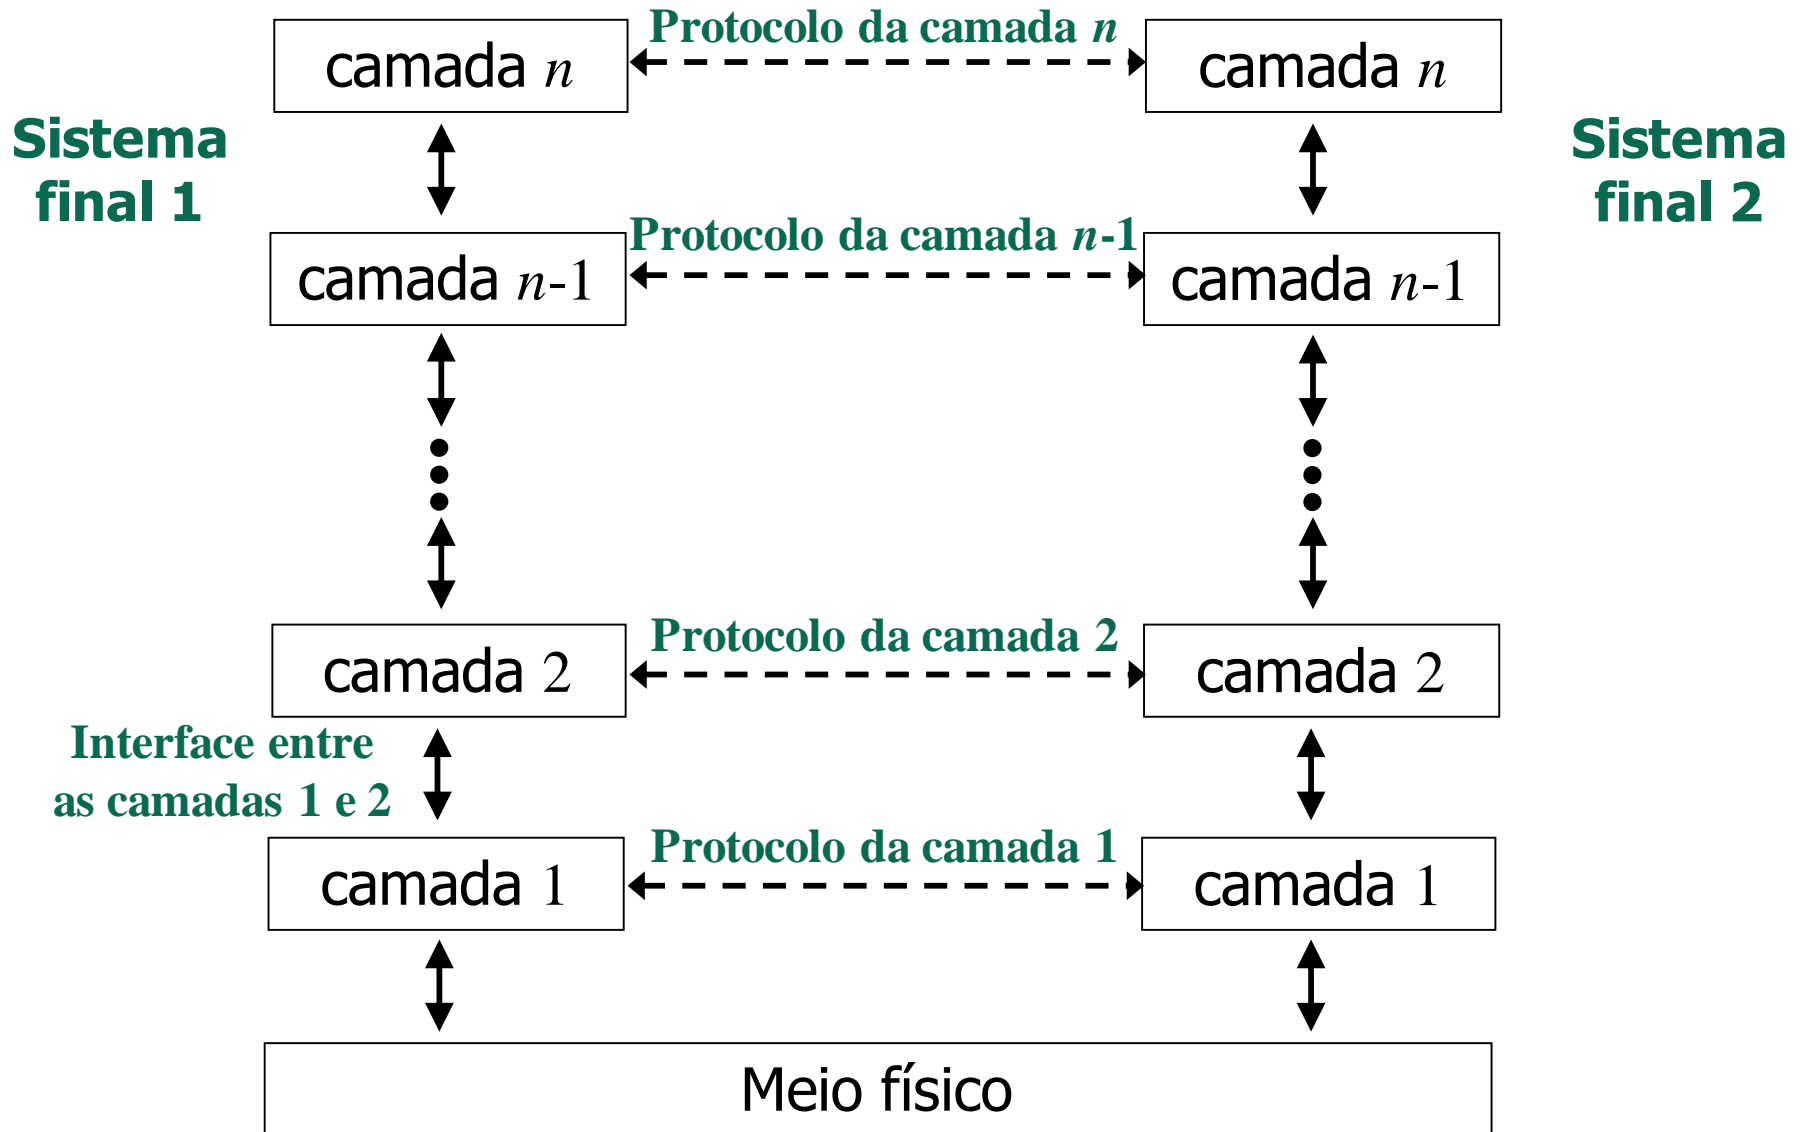 Protocolo da camada n
camada n
camada n
Sistema
final 1
Sistema
final 2
Protocolo da camada n-1
camada n-1
camada n-1
Protocolo da camada 2
camada 2
camada 2
Interface entre
as camadas 1 e 2
Protocolo da camada 1
camada 1
camada 1
Meio físico